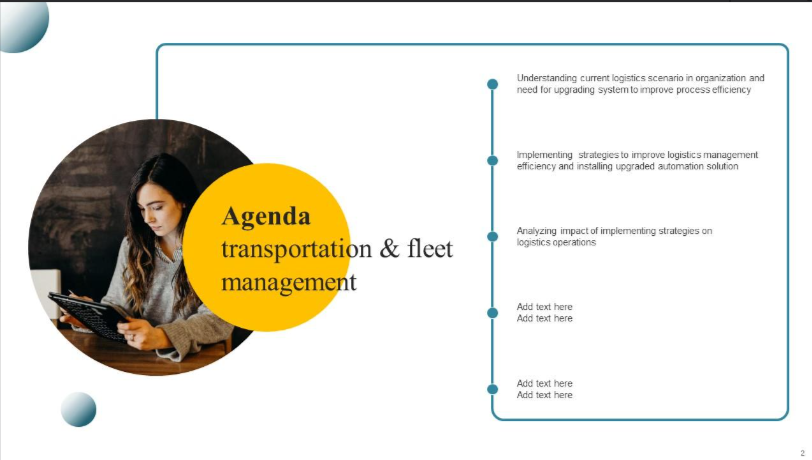 Agenda
transportation & fleet
management
Understanding current logistics scenario in organization and
need for upgrading system to improve process efficiency
Implementing strategies to improve logistics management
efficiency and installing upgraded automation solution
Analyzing impact of implementing strategies on
logistics operations
Add text here
Add text here
Add text here
Add text here
2